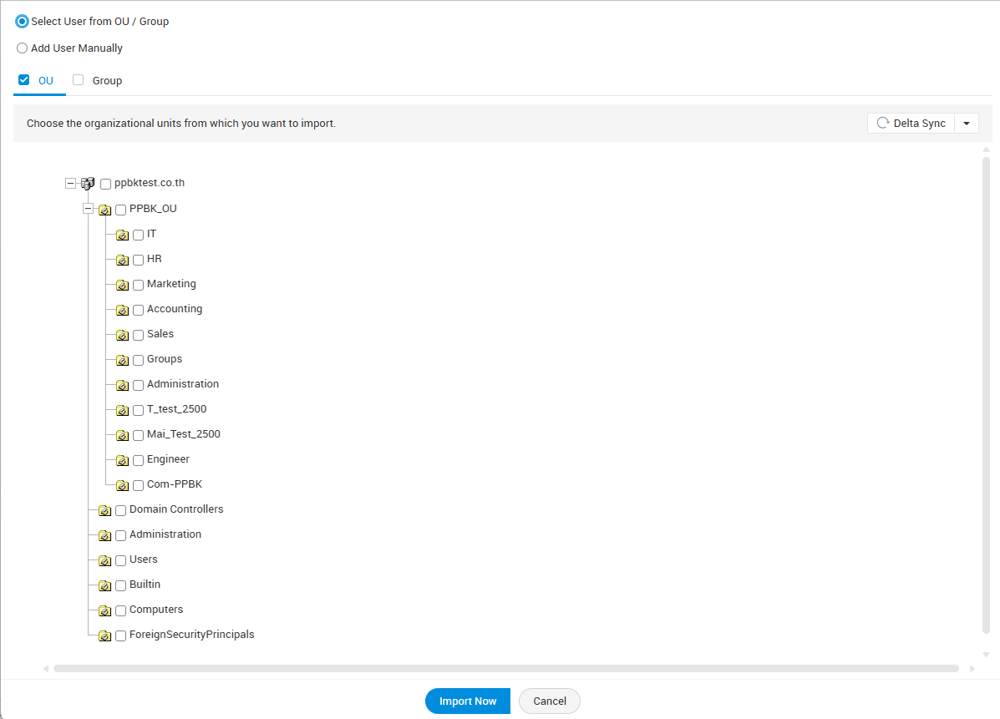 Select User from OU / Group
Add User Manually
OU Group
Choose the organizational units from which you want to import. Delta Sync
ppbktest.co.th
PPBK_OU
IT
HR
Marketing
Accounting
Sales
Groups
Administration
T_test_2500
Mai_Test_2500
Engineer
Com-PPBK
Domain Controllers
Administration
Users
Builtin
Computers
ForeignSecurityPrincipals
Import Now Cancel